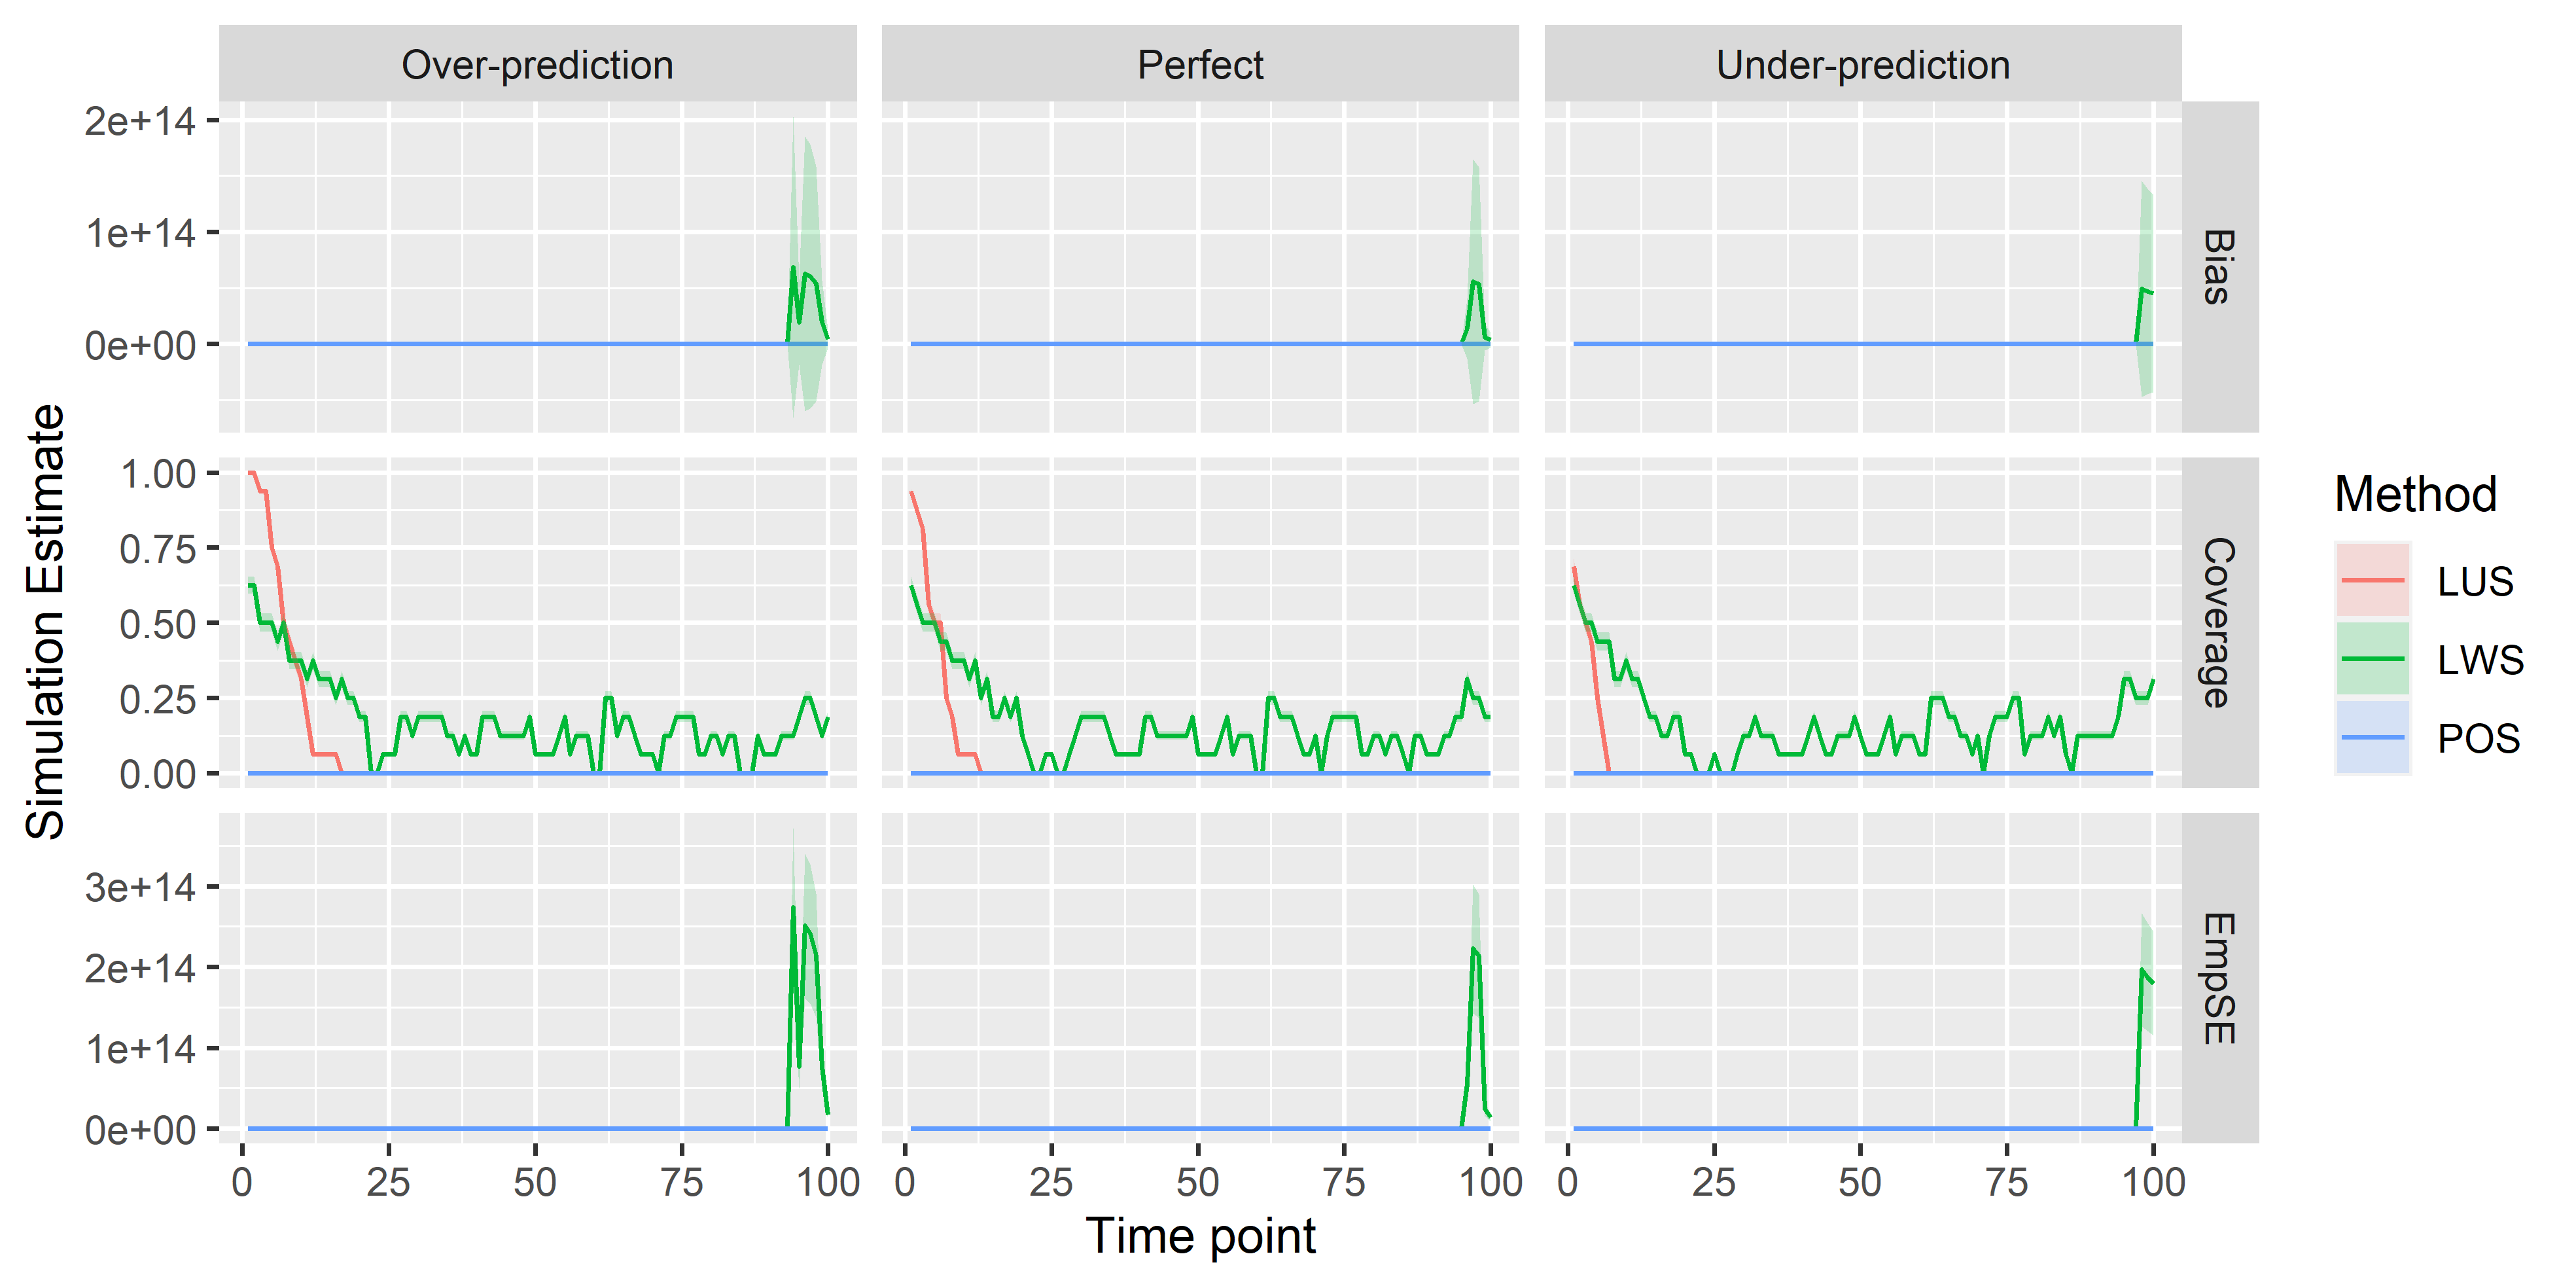 Over-prediction Perfect Under-prediction
2e+14
1e+14
0e+00
Bias
1.00
0.75
0.50
0.25
0.00
Coverage
3e+14
2e+14
1e+14
0e+00
EmpSE
0 25 50 75 100 0 25 50 75 100 0 25 50 75 100
Time point
Simulation Estimate
Method
LUS
LWS
POS